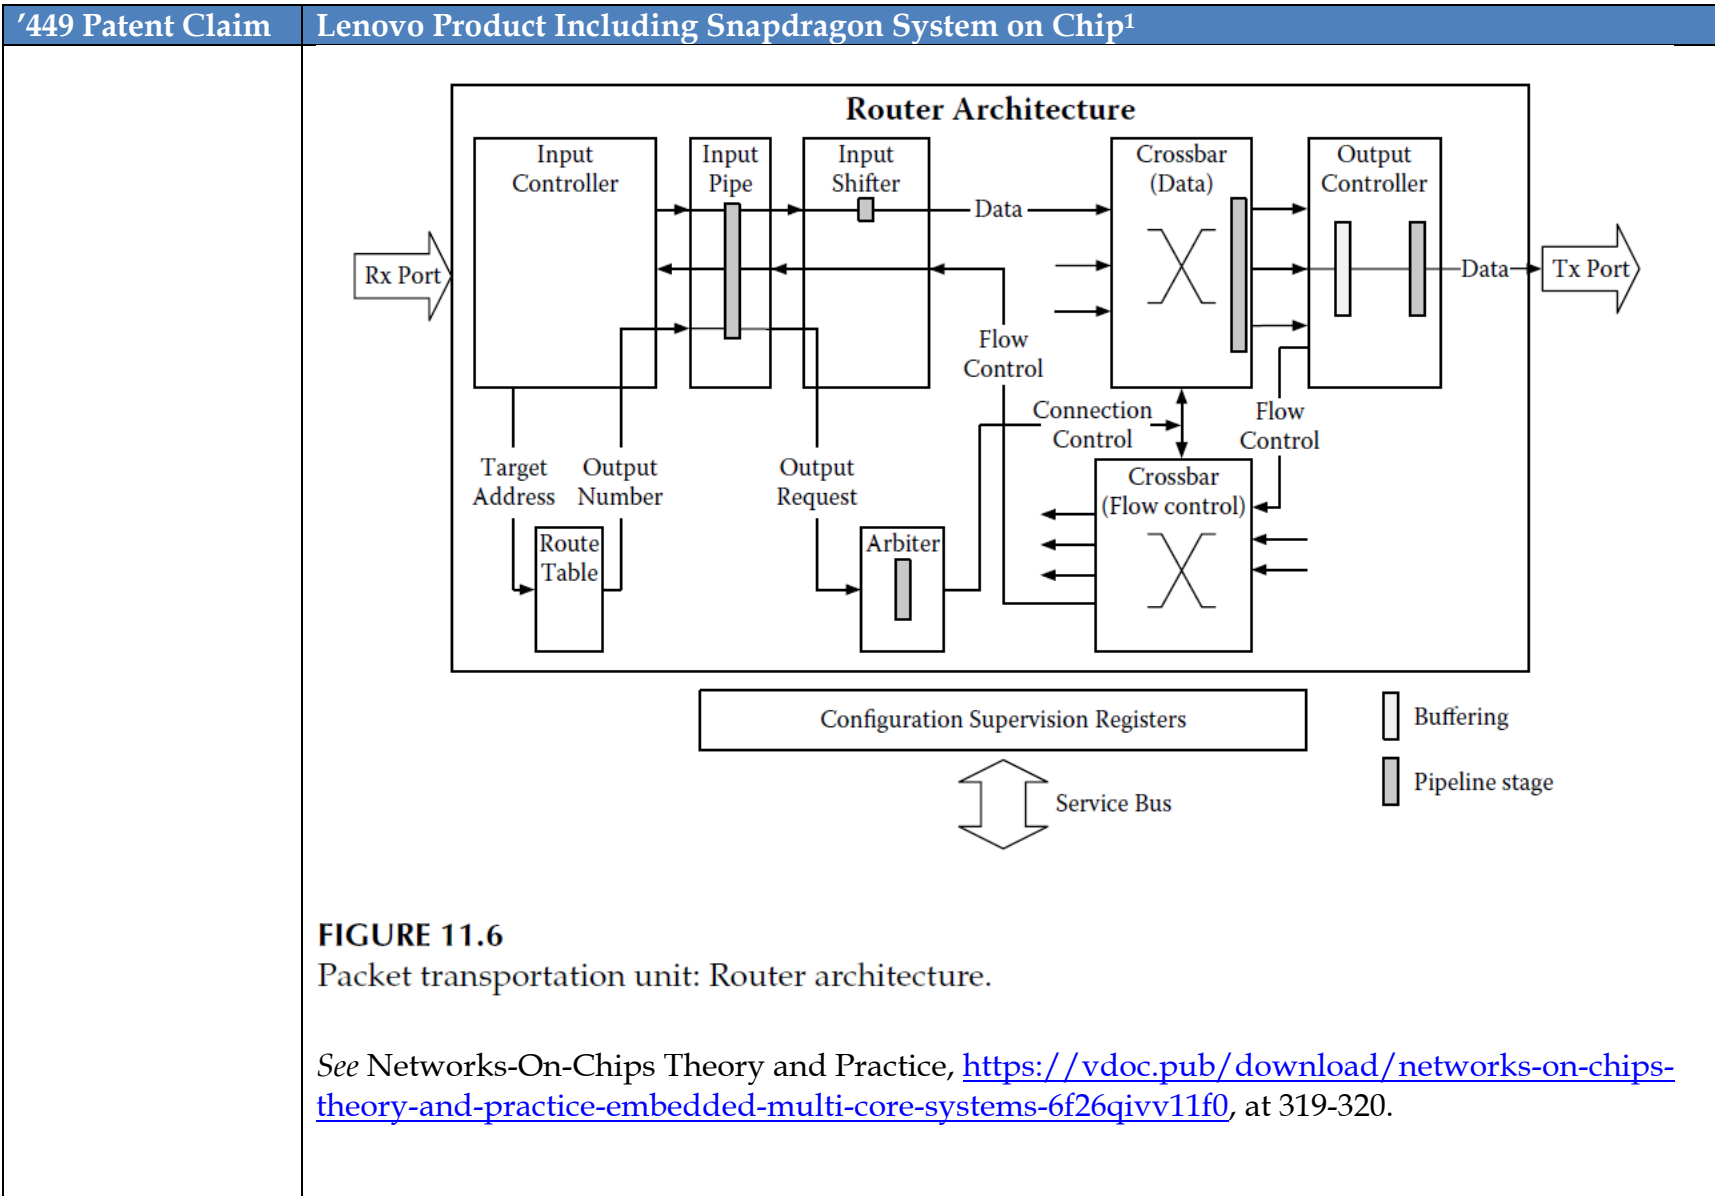 ’449 Patent Claim
Lenovo Product Including Snapdragon System on Chip1
Router Architecture
Input
Controller
Input
Pipe
Input
Shifter
Crossbar
(Data)
Output
Controller
Data
Rx Port
Data
Tx Port
Flow
Control
Connection
Control
Flow
Control
Target
Address
Output
Number
Output
Request
Crossbar
(Flow control)
Route
Table
Arbiter
Configuration Supervision Registers
Buffering
Pipeline stage
Service Bus
FIGURE 11.6
Packet transportation unit: Router architecture.
See Networks-On-Chips Theory and Practice, https://vdoc.pub/download/networks-on-chips-
theory-and-practice-embedded-multi-core-systems-6f26qivv11f0, at 319-320.